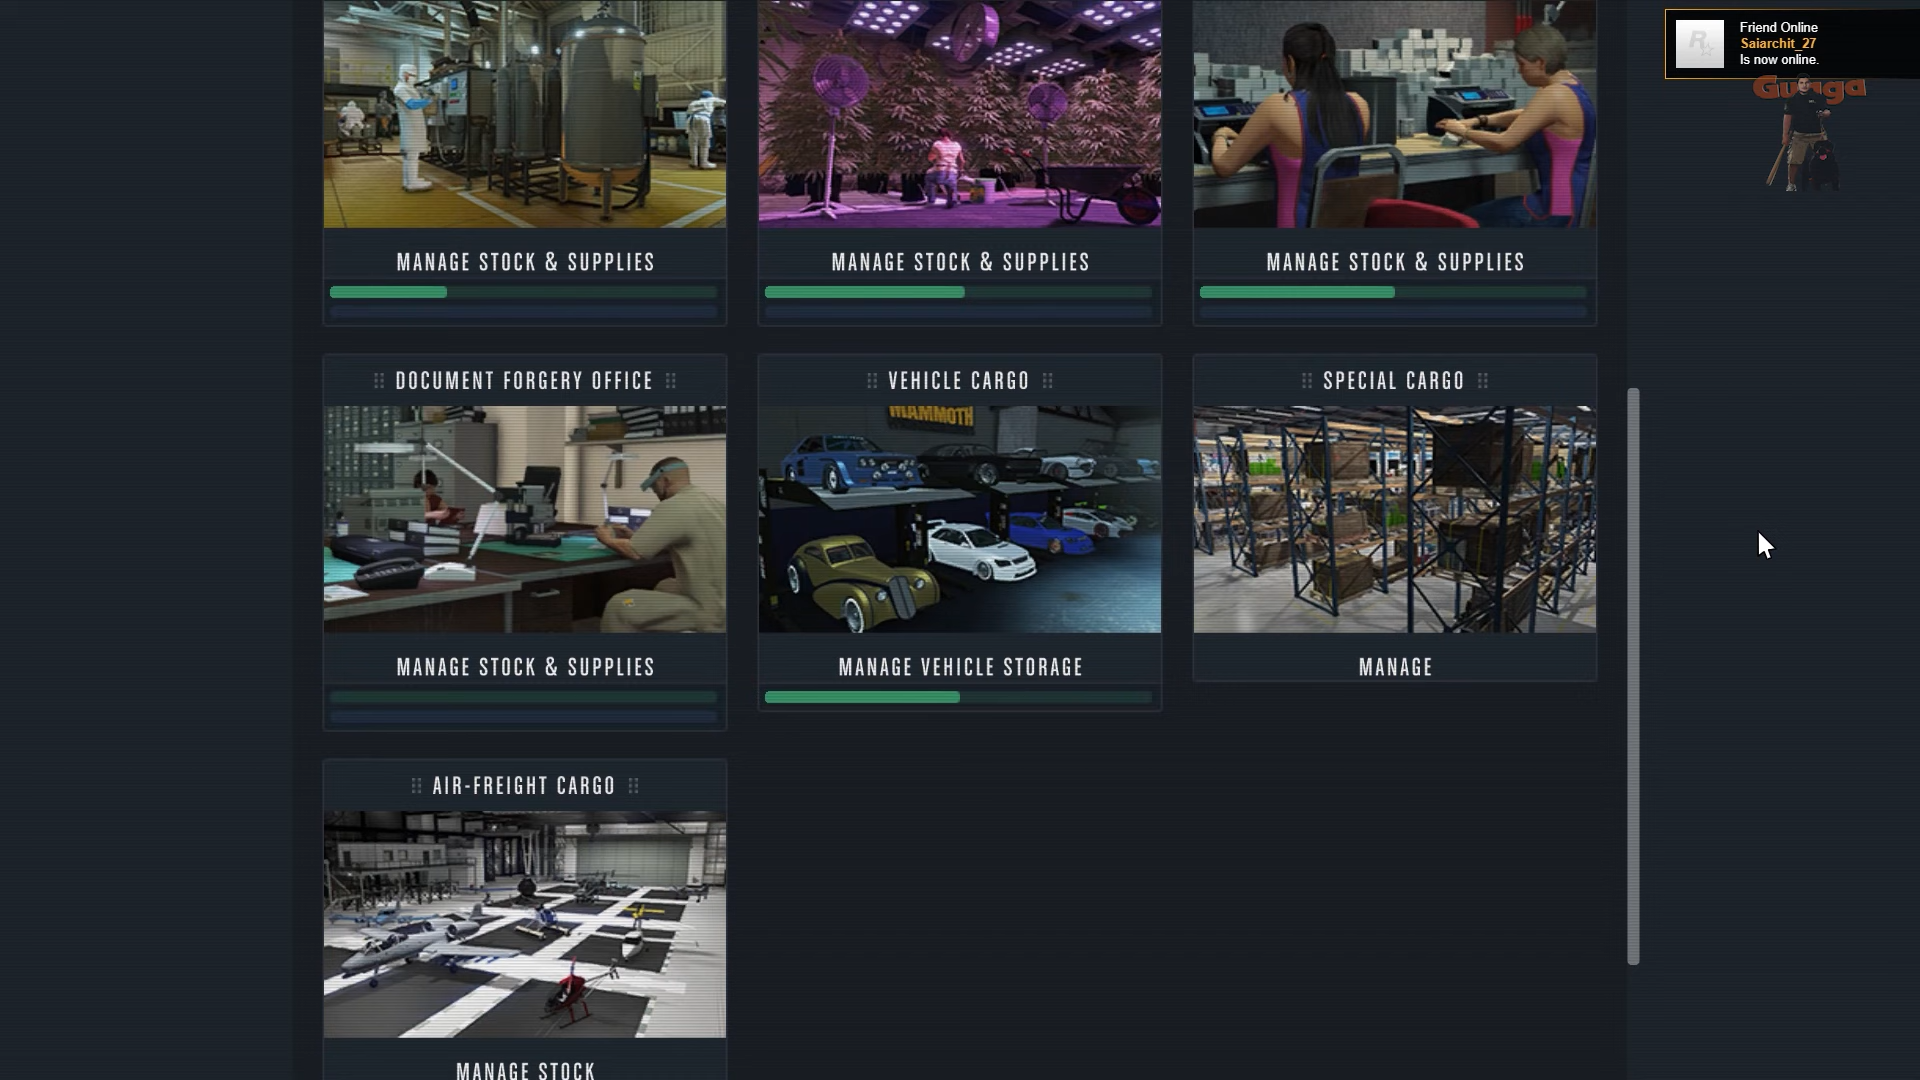 Friend Online
Saiarchit_27
Is now online.
MANAGE STOCK & SUPPLIES
MANAGE STOCK & SUPPLIES
MANAGE STOCK & SUPPLIES
DOCUMENT FORGERY OFFICE
VEHICLE CARGO
SPECIAL CARGO
MAMMOTH
MANAGE STOCK & SUPPLIES
MANAGE VEHICLE STORAGE
MANAGE
AIR-FREIGHT CARGO
MANAGE STOCK